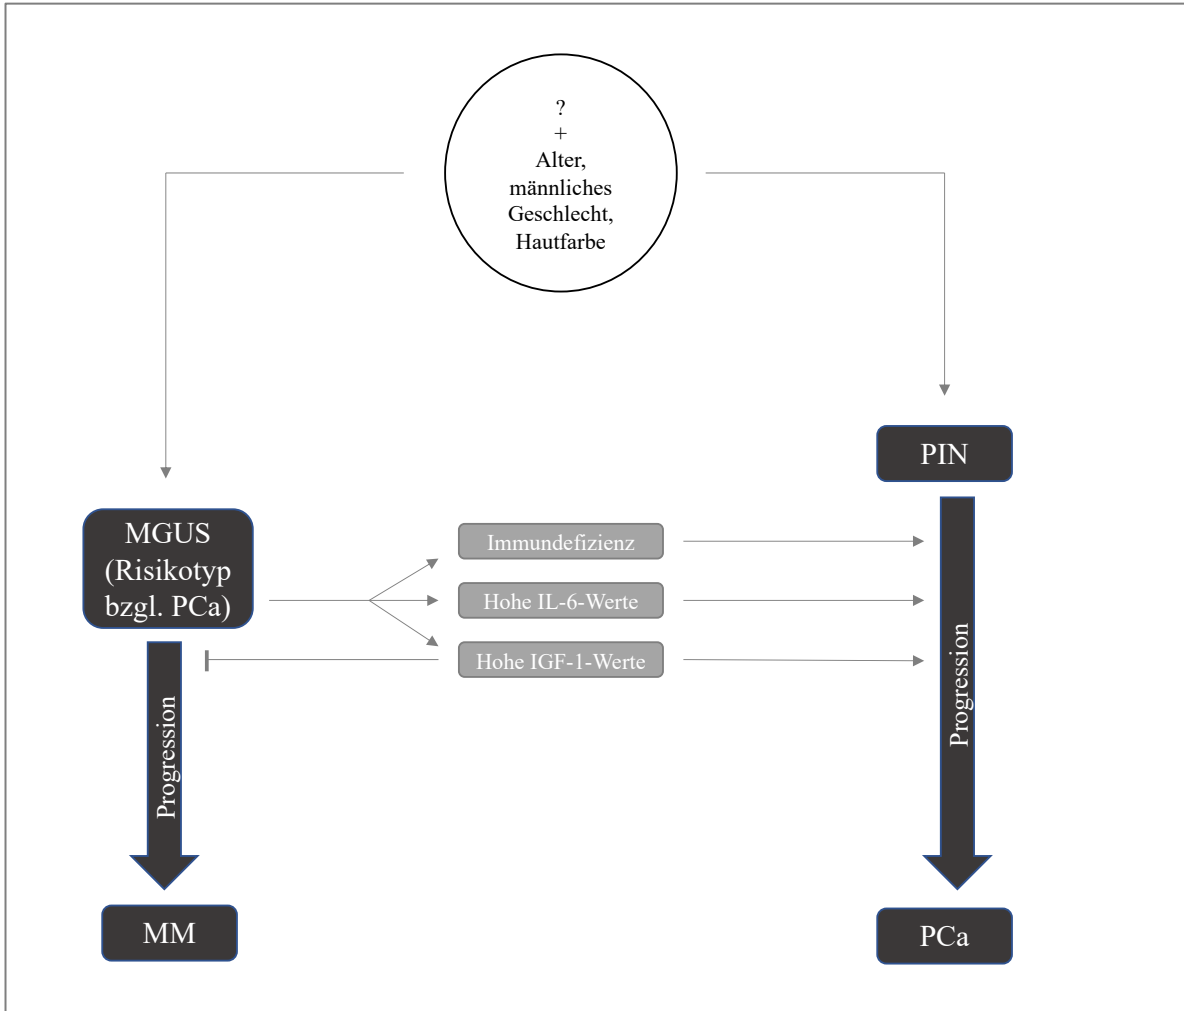 ?
+
Alter,
männliches
Geschlecht,
Hautfarbe
PIN
MGUS
(Risikotyp
bzgl. PCa)
Immundefizienz
Hohe IL-6-Werte
Hohe IGF-1-Werte
Progression
Progression
MM
PCa